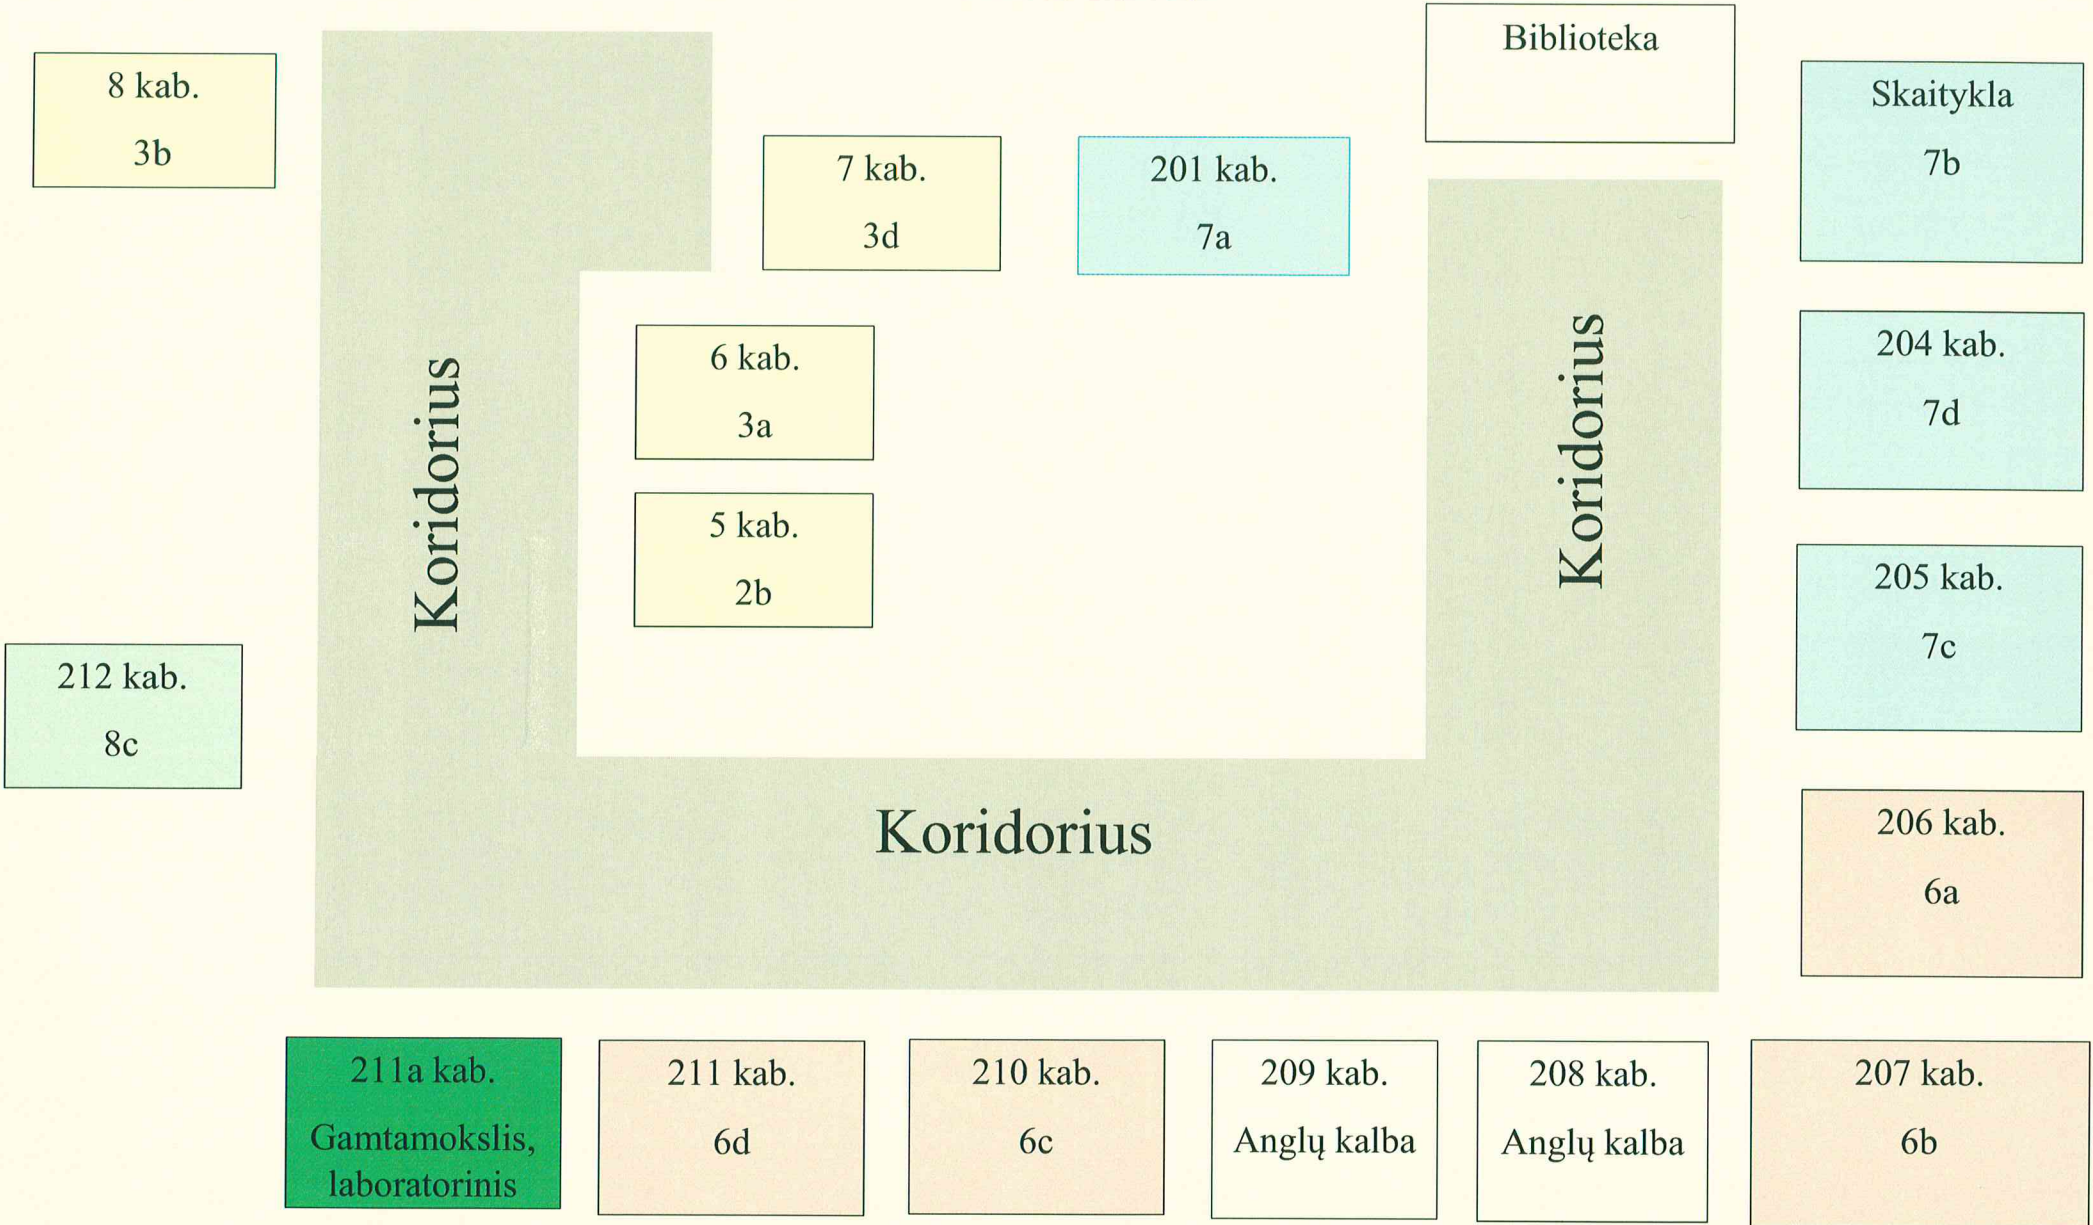 Biblioteka
8 kab.
3b
Skaitykla
7b
7 kab.
3d
201 kab.
7a
6 kab.
3a
204 kab.
7d
Koridorius
Koridorius
5 kab.
2b
205 kab.
7c
212 kab.
8c
Koridorius
206 kab.
6a
211a kab.
Gamtamokslis,
laboratorinis
211 kab.
6d
210 kab.
6c
209 kab.
Anglų kalba
208 kab.
Anglų kalba
207 kab.
6b